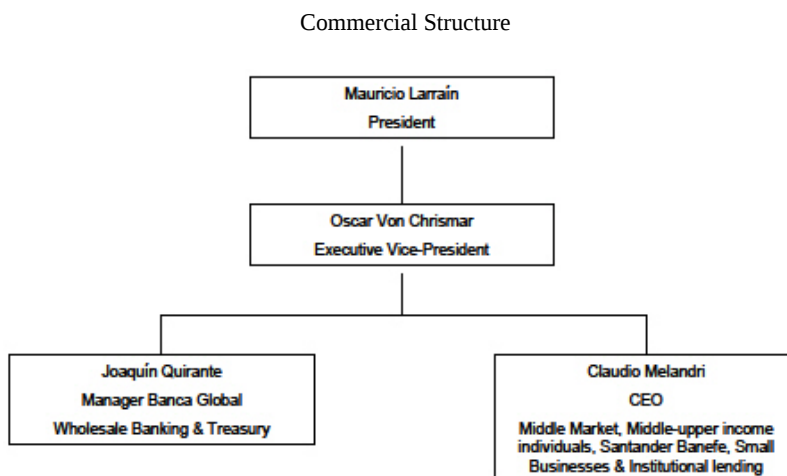 Commercial Structure
Mauricio Larraín
President
Oscar Von Chrismar
Executive Vice-President
Joaquín Quirante
Manager Banca Global
Wholesale Banking & Treasury
Claudio Melandri
CEO
Middle Market, Middle-upper income
individuals, Santander Banefe, Small
Businesses & Institutional lending